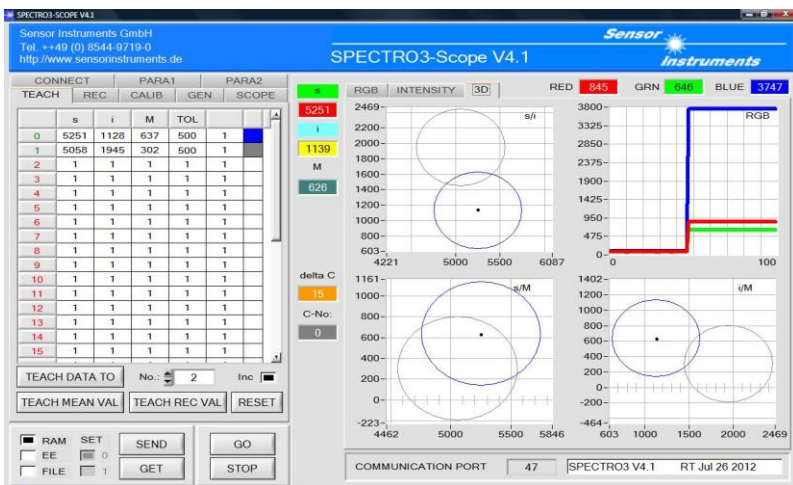 SPECTRO3-SCOPE V4.1
Sensor Instruments GmbH
Tel. ++49 (0) 8544-9719-0
http://www.sensorinstruments.de
SPECTRO3-Scope V4.1
Sensor
Instruments
CONNECT PARA1 PARA2
TEACH REC CALIB GEN SCOPE
s i M TOL
0 5251 1128 637 500 1
1 5058 1945 302 500 1
2 1 1 1 1 1
3 1 1 1 1 1
4 1 1 1 1 1
5 1 1 1 1 1
6 1 1 1 1 1
7 1 1 1 1 1
8 1 1 1 1 1
9 1 1 1 1 1
10 1 1 1 1 1
11 1 1 1 1 1
12 1 1 1 1 1
13 1 1 1 1 1
14 1 1 1 1 1
15 1 1 1 1 1
TEACH DATA TO No.: 2 Inc
TEACH MEAN VAL TEACH REC VAL RESET
RAM SET SEND GO
EE 0
FILE 1 GET STOP
s
5251
i
1139
M
626
delta C
15
C-No:
0
RGB INTENSITY 3D RED 845 GRN 646 BLUE 3747
s/i
2469
2200
2000
1800
1600
1400
1200
1000
800
603
4221 5000 5500 6087
RGB
3800
3325
2850
2375
1900
1425
950
475
0
0 100
s/M
1161
1000
800
600
400
200
0
-223
4462 5000 5500 5846
i/M
1402
1200
1000
800
600
400
200
0
-200
-464
603 1000 1500 2000 2469
COMMUNICATION PORT 47 SPECTRO3 V4.1 RT Jul 26 2012